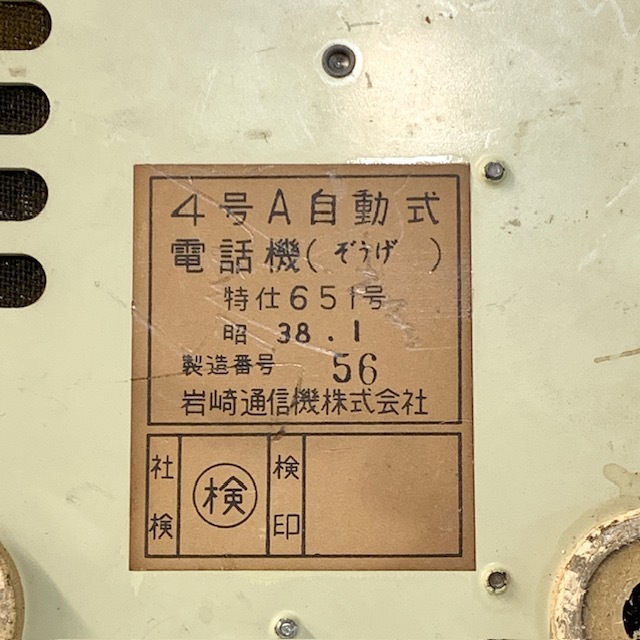 4号A自動式
電話機(ぞうげ)
特仕651号
昭 38.1
製造番号 56
岩崎通信機株式会社
社検 検 検印